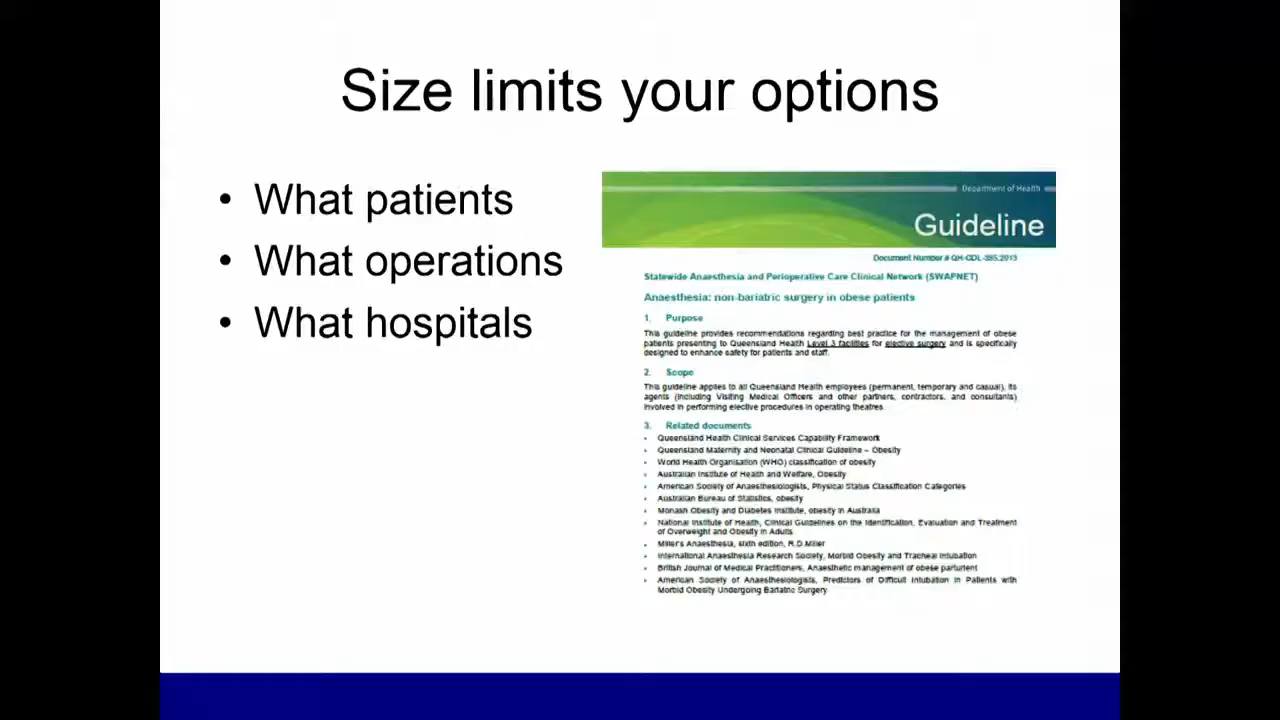 Size limits your options
• What patients
• What operations
• What hospitals
Department of Health
Guideline
Document Number # QH-GDL-395:2013
Statewide Anaesthesia and Perioperative Care Clinical Network (SWAPNET)
Anaesthesia: non-bariatric surgery in obese patients
1. Purpose
This guideline provides recommendations regarding best practice for the management of obese
patients presenting to Queensland Health Level 3 facilities for elective surgery and is specifically
designed to enhance safety for patients and staff.
2. Scope
This guideline applies to all Queensland Health employees (permanent, temporary and casual), its
agents (including Visiting Medical Officers and other partners, contractors, and consultants)
involved in performing elective procedures in operating theatres.
3. Related documents
• Queensland Health Clinical Services Capability Framework
• Queensland Maternity and Neonatal Clinical Guideline – Obesity
• World Health Organisation (WHO) classification of obesity
• Australian Institute of Health and Welfare, Obesity
• American Society of Anaesthesiologists, Physical Status Classification Categories
• Australian Bureau of Statistics, obesity
• Monash Obesity and Diabetes Institute, obesity in Australia
• National Institute of Health, Clinical Guidelines on the Identification, Evaluation and Treatment
of Overweight and Obesity in Adults
• Miller's Anaesthesia, sixth edition, R.D.Miller
• International Anaesthesia Research Society, Morbid Obesity and Tracheal Intubation
• British Journal of Medical Practitioners, Anaesthetic management of obese parturient
• American Society of Anaesthesiologists, Predictors of Difficult Intubation in Patients with
Morbid Obesity Undergoing Bariatric Surgery